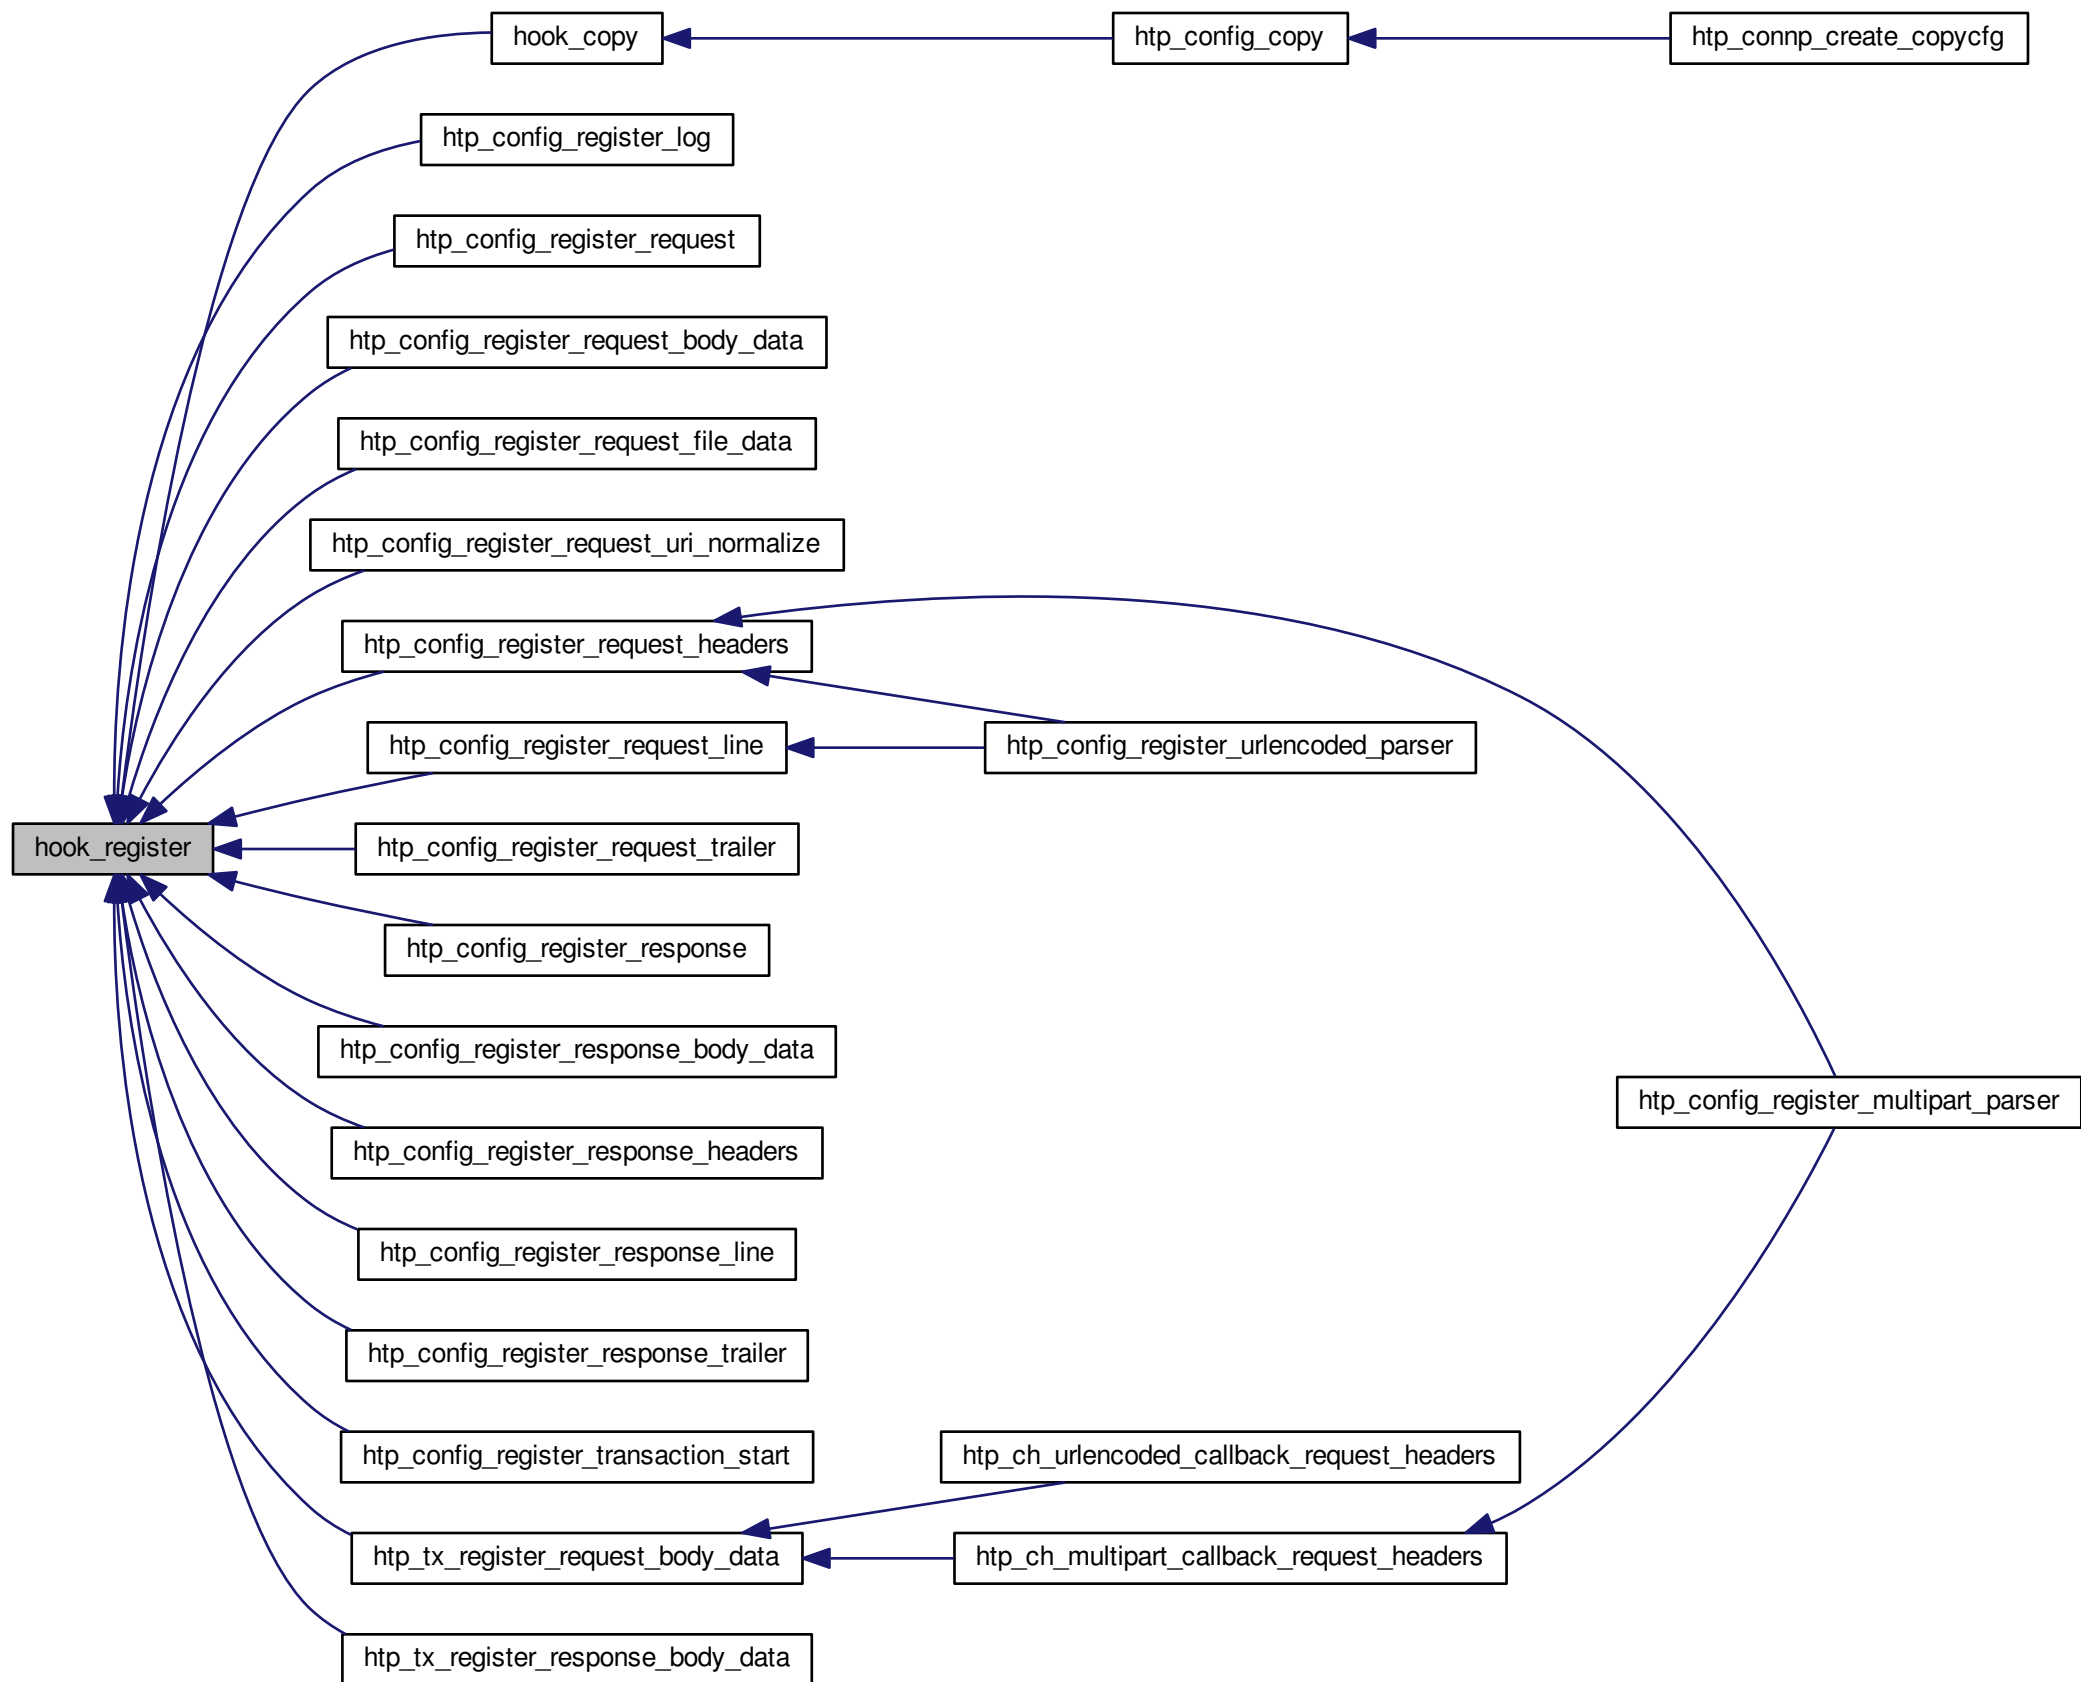 hook_copy
htp_config_copy
htp_connp_create_copycfg
htp_config_register_log
htp_config_register_request
htp_config_register_request_body_data
htp_config_register_request_file_data
htp_config_register_request_uri_normalize
htp_config_register_request_headers
htp_config_register_request_line
htp_config_register_urlencoded_parser
hook_register
htp_config_register_request_trailer
htp_config_register_response
htp_config_register_response_body_data
htp_config_register_multipart_parser
htp_config_register_response_headers
htp_config_register_response_line
htp_config_register_response_trailer
htp_config_register_transaction_start
htp_ch_urlencoded_callback_request_headers
htp_tx_register_request_body_data
htp_ch_multipart_callback_request_headers
htp_tx_register_response_body_data